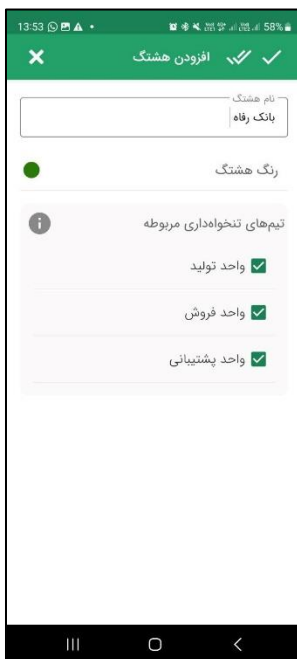 13:53 58%
افزودن هشتگ
نام هشتگ
بانک رفاه
رنگ هشتگ
تیم‌های تنخواه‌داری مربوطه
واحد تولید
واحد فروش
واحد پشتیبانی